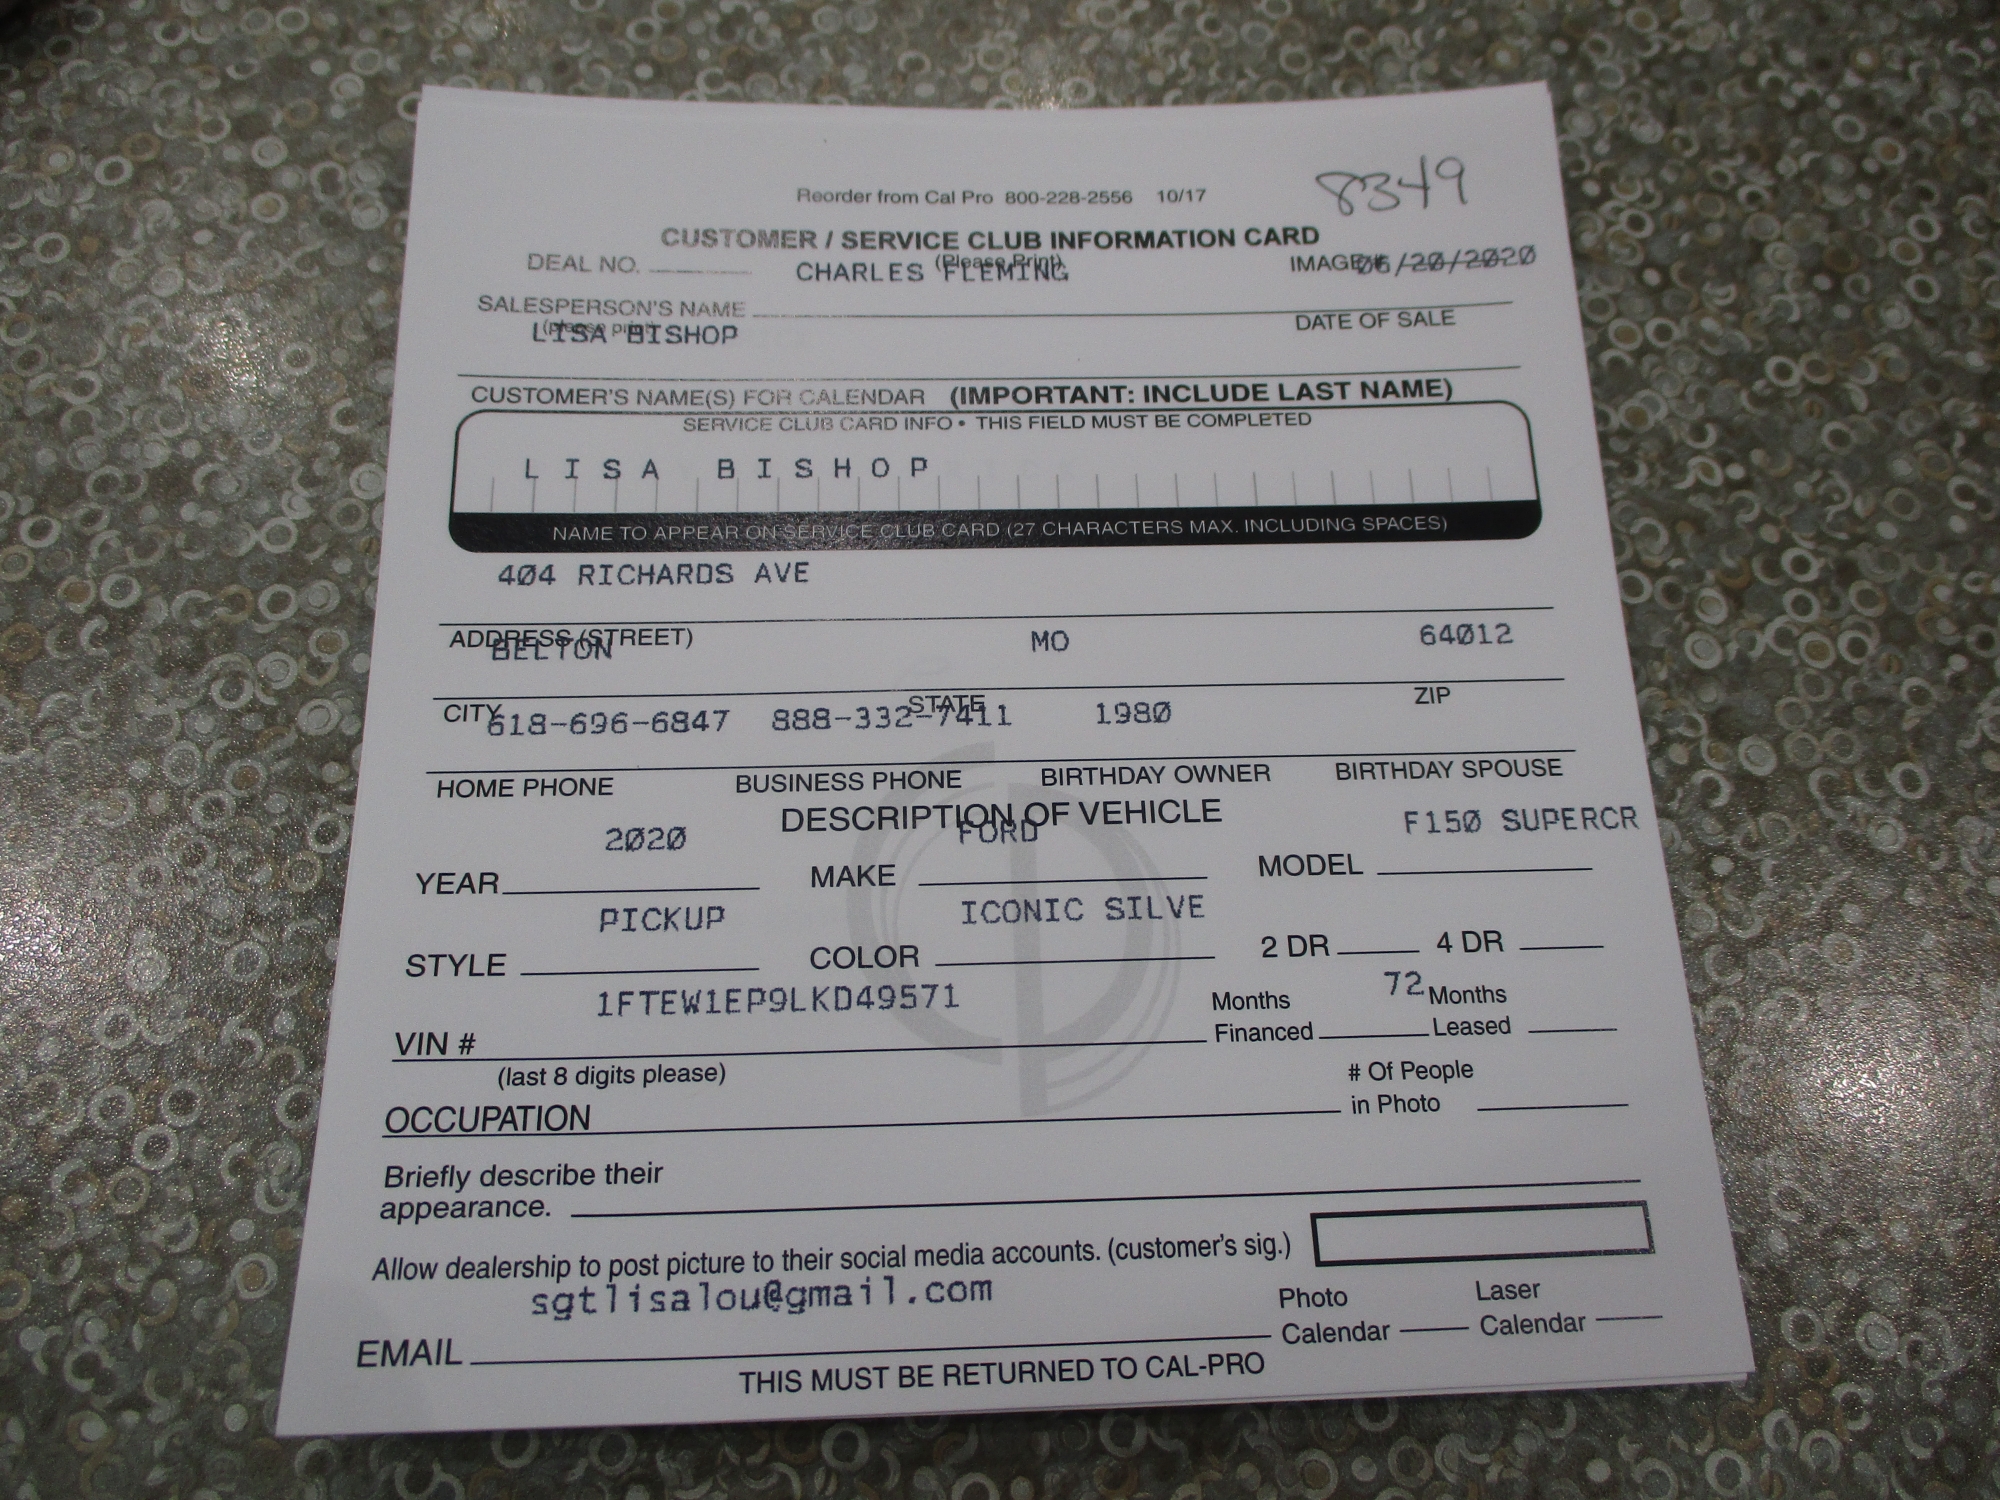 8349
Reorder from Cal Pro 800-228-2556 10/17
CUSTOMER / SERVICE CLUB INFORMATION CARD
(Please Print)
DEAL NO. CHARLES FLEMING IMAGE# 06/20/2020
SALESPERSON'S NAME
(please print) DATE OF SALE
LISA BISHOP
CUSTOMER'S NAME(S) FOR CALENDAR (IMPORTANT: INCLUDE LAST NAME)
SERVICE CLUB CARD INFO • THIS FIELD MUST BE COMPLETED
LISA BISHOP
NAME TO APPEAR ON SERVICE CLUB CARD (27 CHARACTERS MAX. INCLUDING SPACES)
404 RICHARDS AVE
ADDRESS (STREET)
BELTON MO 64012
CITY STATE ZIP
618-696-6847 888-332-7411 1980
HOME PHONE BUSINESS PHONE BIRTHDAY OWNER BIRTHDAY SPOUSE
DESCRIPTION OF VEHICLE
2020 FORD F150 SUPERCR
YEAR MAKE MODEL
PICKUP ICONIC SILVE
STYLE COLOR 2 DR 4 DR
1FTEW1EP9LKD49571 72
VIN # Months Financed Months Leased
(last 8 digits please)
OCCUPATION # Of People in Photo
Briefly describe their
appearance.
Allow dealership to post picture to their social media accounts. (customer's sig.)
sgtlisalou@gmail.com
EMAIL Photo Calendar Laser Calendar
THIS MUST BE RETURNED TO CAL-PRO